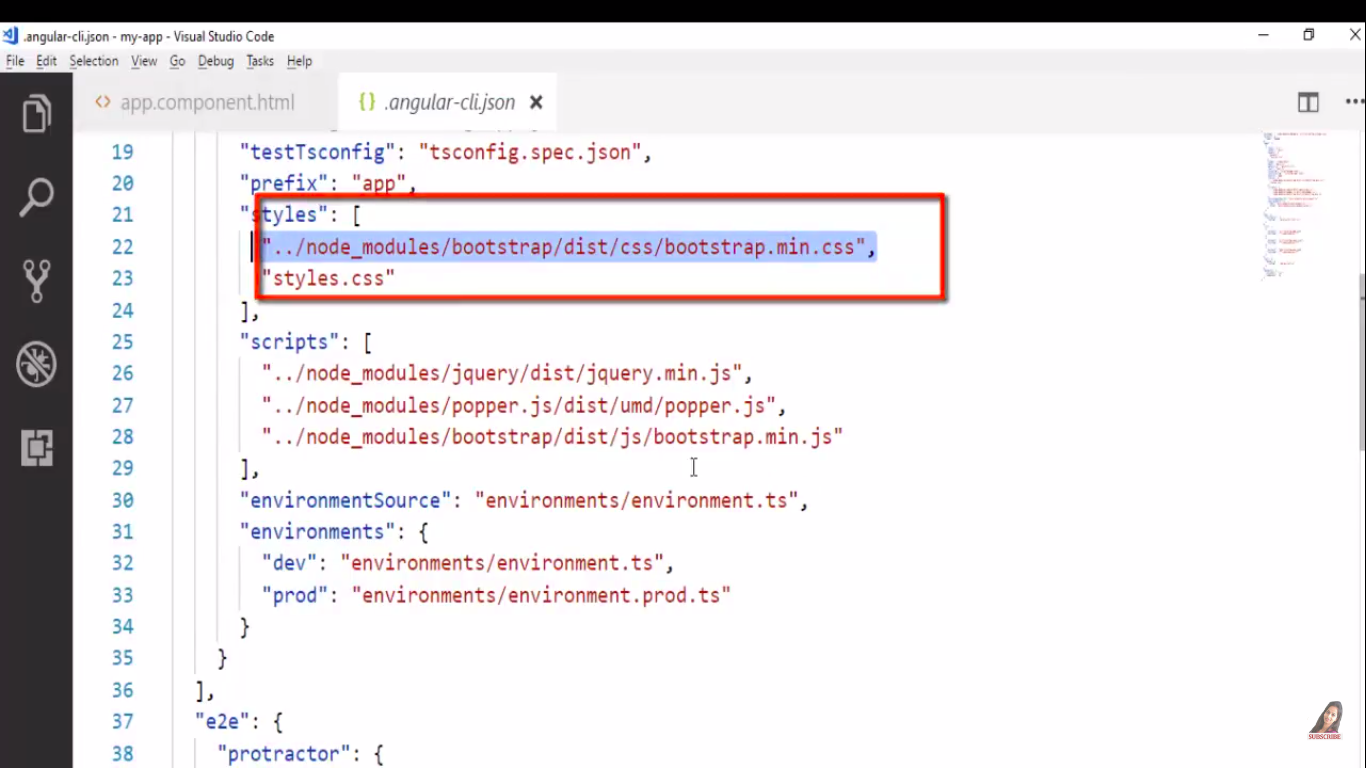 .angular-cli.json - my-app - Visual Studio Code
File Edit Selection View Go Debug Tasks Help
app.component.html {} .angular-cli.json
19 "testTsconfig": "tsconfig.spec.json",
20 "prefix": "app",
21 "styles": [
22 "../node_modules/bootstrap/dist/css/bootstrap.min.css",
23 "styles.css"
24 ],
25 "scripts": [
26 "../node_modules/jquery/dist/jquery.min.js",
27 "../node_modules/popper.js/dist/umd/popper.js",
28 "../node_modules/bootstrap/dist/js/bootstrap.min.js"
29 ],
30 "environmentSource": "environments/environment.ts",
31 "environments": {
32 "dev": "environments/environment.ts",
33 "prod": "environments/environment.prod.ts"
34 }
35 }
36 ],
37 "e2e": {
38 "protractor": {
SUBSCRIBE